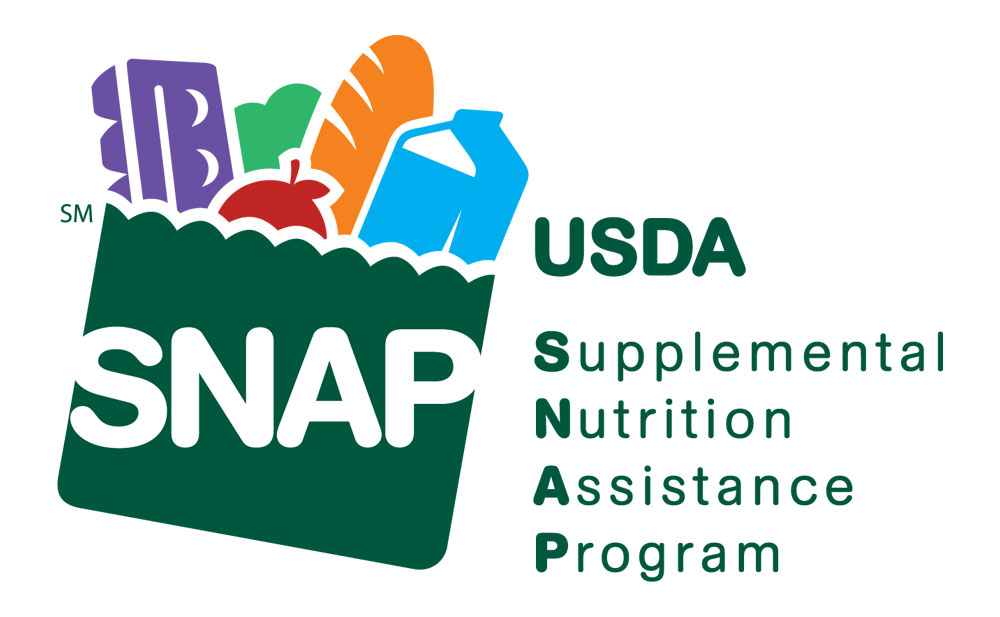 SM
SNAP
USDA
Supplemental
Nutrition
Assistance
Program